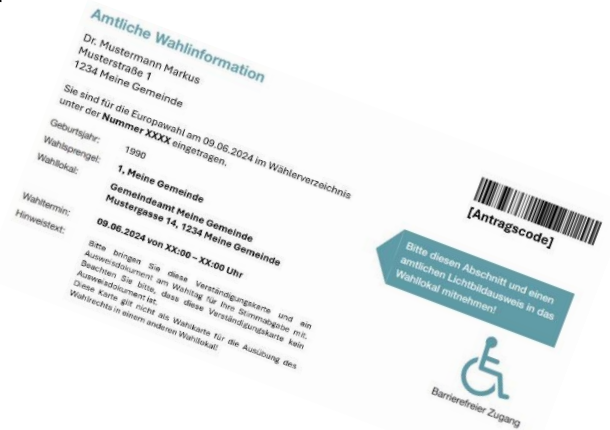 Amtliche Wahlinformation
Dr. Mustermann Markus
Musterstraße 1
1234 Meine Gemeinde
Sie sind für die Europawahl am 09.06.2024 im Wählerverzeichnis
unter der Nummer XXXX eingetragen.
Geburtsjahr: 1990
Wahlsprengel: 1, Meine Gemeinde
Wahllokal: Gemeindeamt Meine Gemeinde
Mustergasse 14, 1234 Meine Gemeinde
Wahltermin: 09.06.2024 von XX:00 – XX:00 Uhr
Hinweistext: Bitte bringen Sie diese Verständigungskarte und ein
Ausweisdokument am Wahltag für Ihre Stimmabgabe mit.
Beachten Sie bitte, dass diese Verständigungskarte kein
Ausweisdokument ist.
Diese Karte gilt nicht als Wahlkarte für die Ausübung des
Wahlrechts in einem anderen Wahllokal!
[Antragscode]
Bitte diesen Abschnitt und einen
amtlichen Lichtbildausweis in das
Wahllokal mitnehmen!
Barrierefreier Zugang